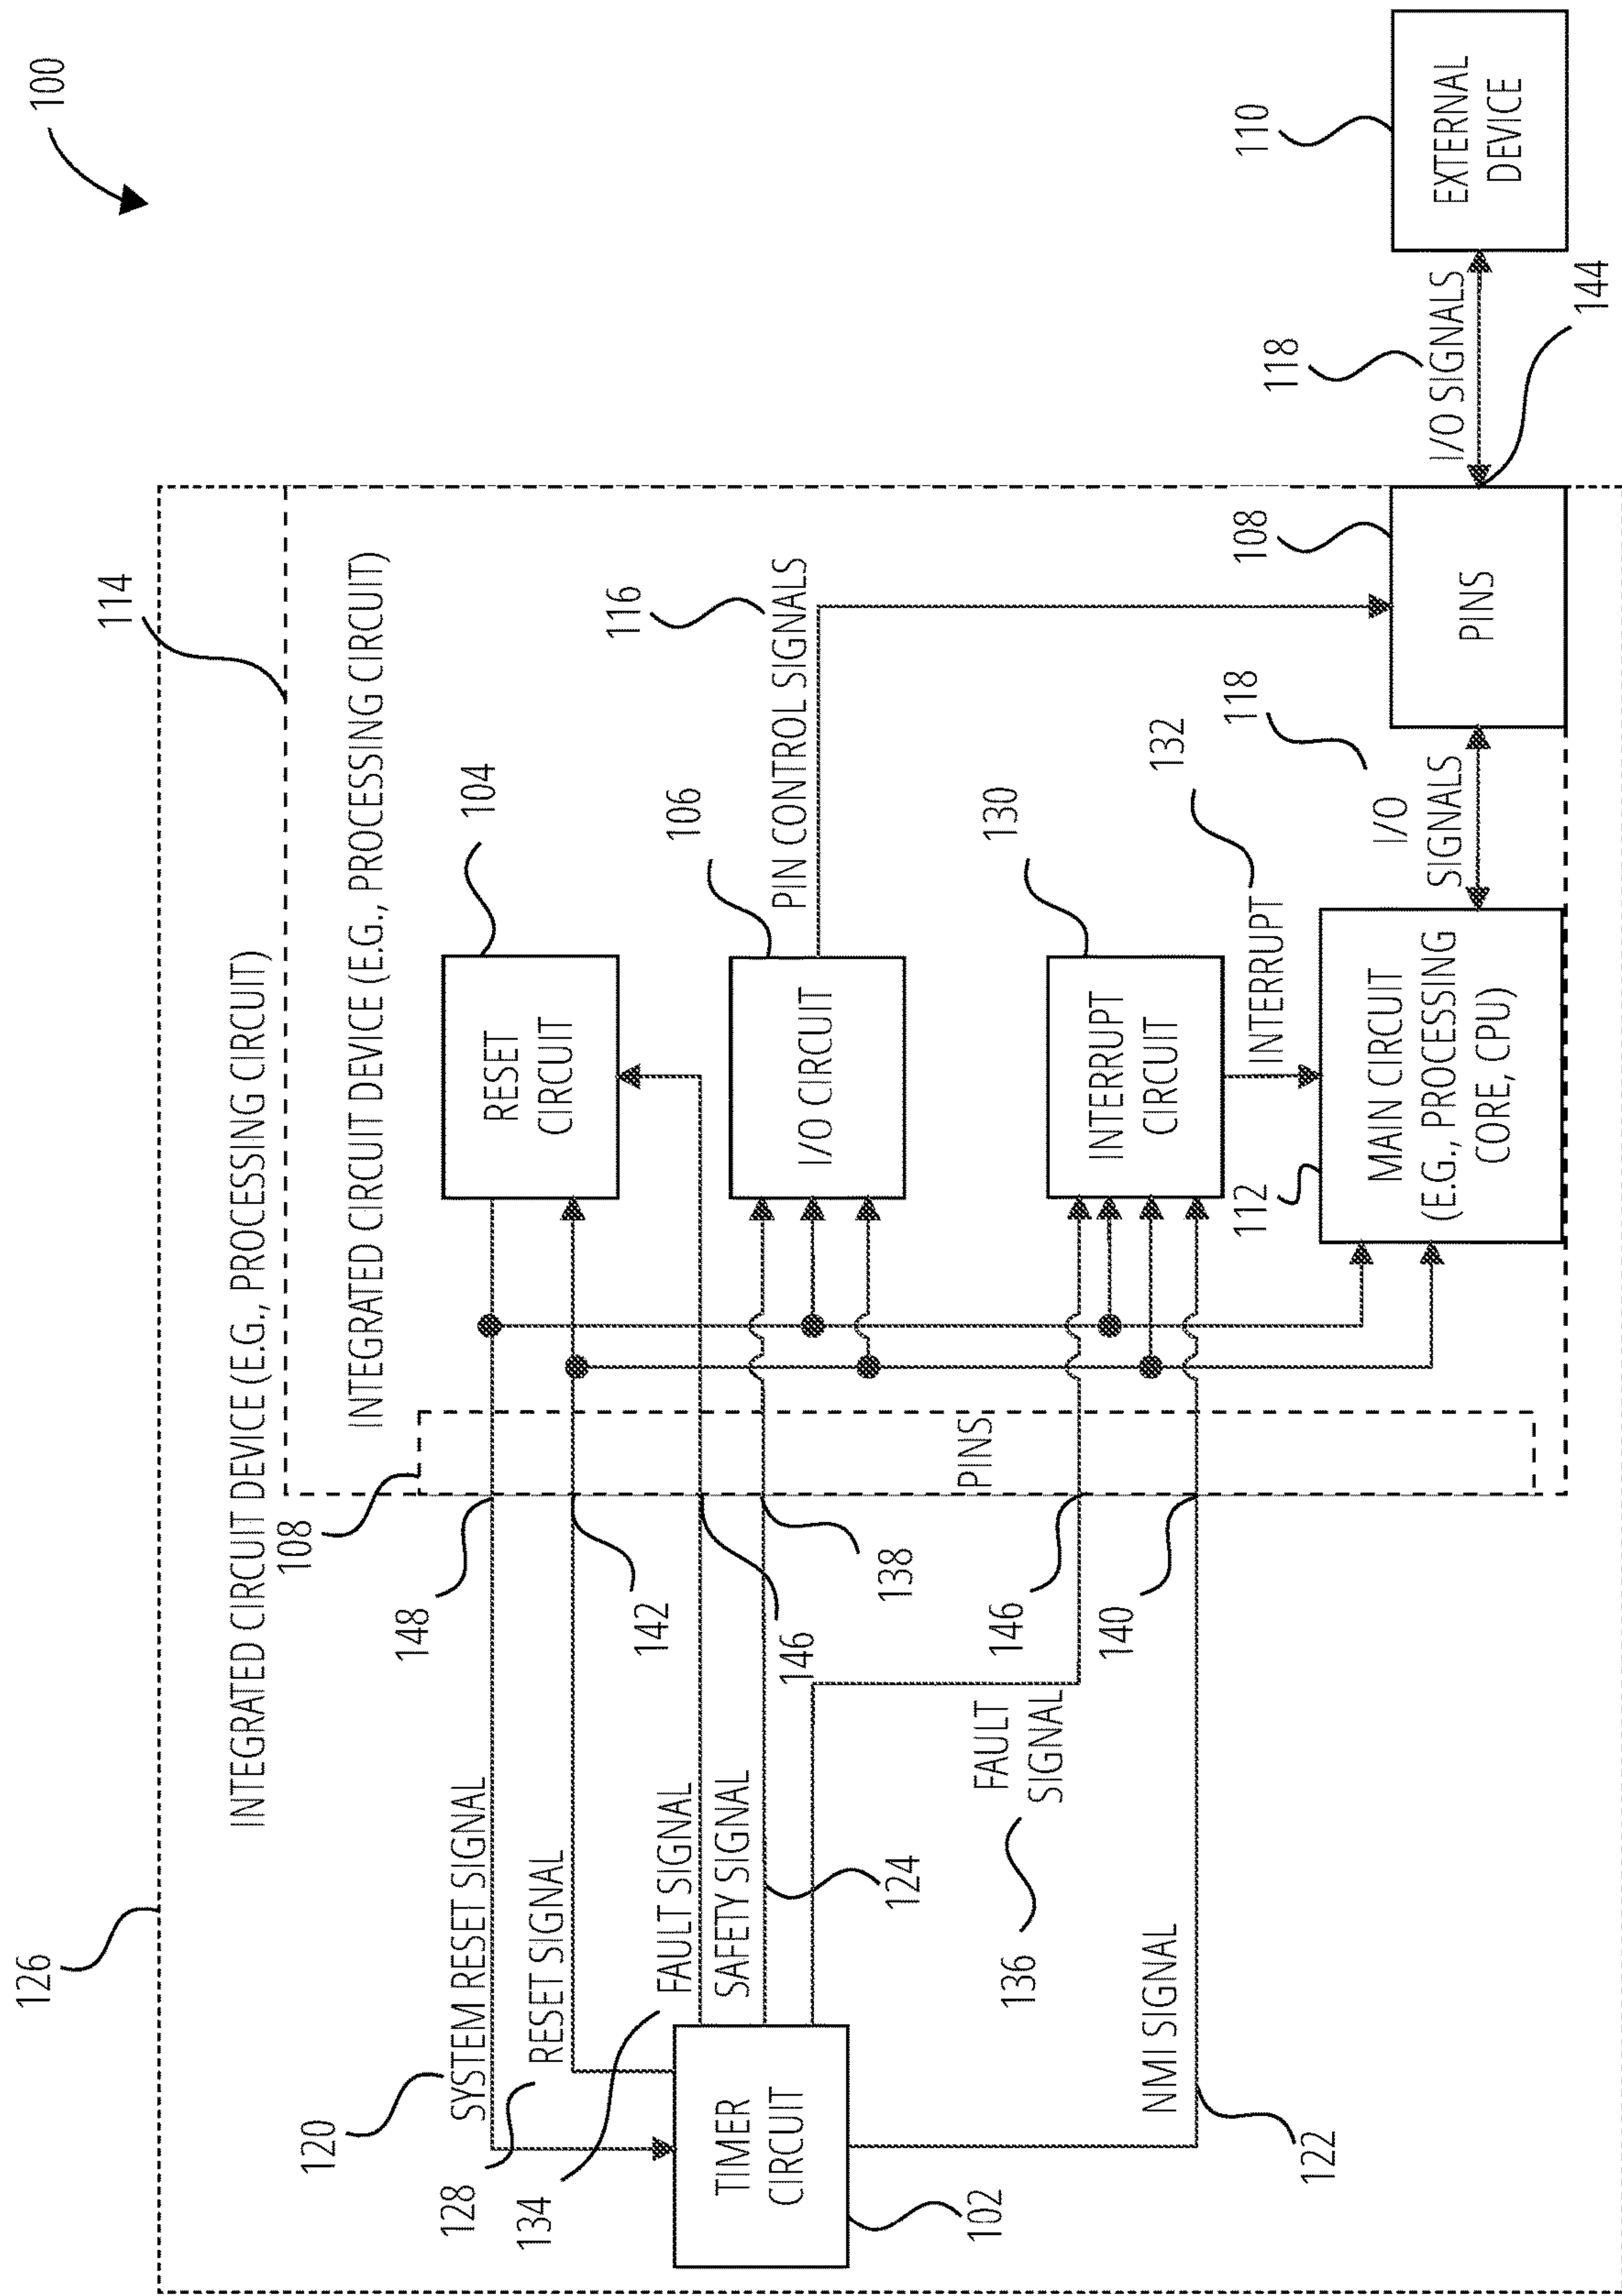 100
126
INTEGRATED CIRCUIT DEVICE (E.G., PROCESSING CIRCUIT)
114
INTEGRATED CIRCUIT DEVICE (E.G., PROCESSING CIRCUIT)
108
120
SYSTEM RESET SIGNAL
148
104
RESET
CIRCUIT
128
RESET SIGNAL
142
134
FAULT SIGNAL
146
SAFETY SIGNAL
124
138
106
I/O CIRCUIT
PIN CONTROL SIGNALS
116
TIMER
CIRCUIT
102
PINS
FAULT
SIGNAL
136
146
130
INTERRUPT
CIRCUIT
140
NMI SIGNAL
122
INTERRUPT
132
112
MAIN CIRCUIT
(E.G., PROCESSING
CORE, CPU)
I/O
SIGNALS
118
108
PINS
118
I/O SIGNALS
144
110
EXTERNAL
DEVICE